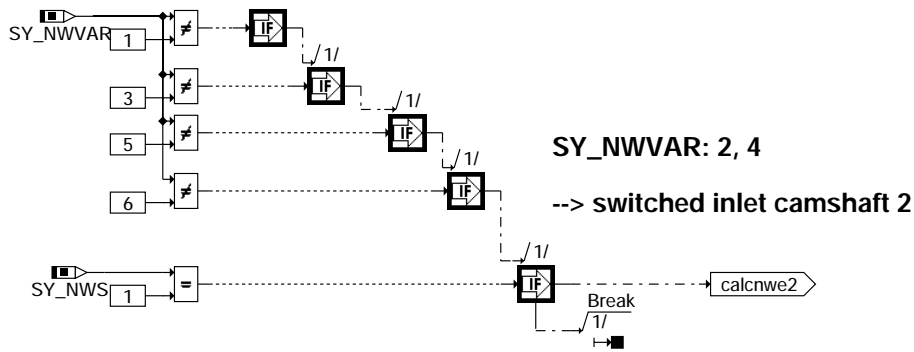 SY_NWVAR
1
≠
IF
/1/
3
≠
IF
/1/
5
≠
IF
/1/
6
≠
IF
/1/
SY_NWVAR: 2, 4
--> switched inlet camshaft 2
SY_NWS
1
=
IF
calcnwe2
Break
1/